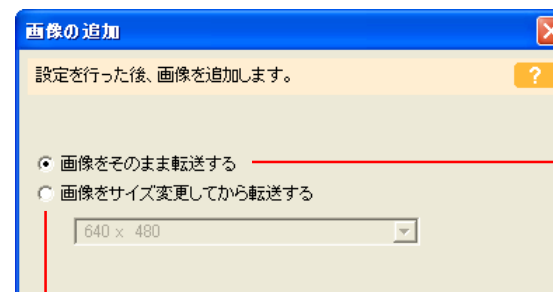 画像の追加
設定を行った後、画像を追加します。
?
画像をそのまま転送する
画像をサイズ変更してから転送する
640 x 480